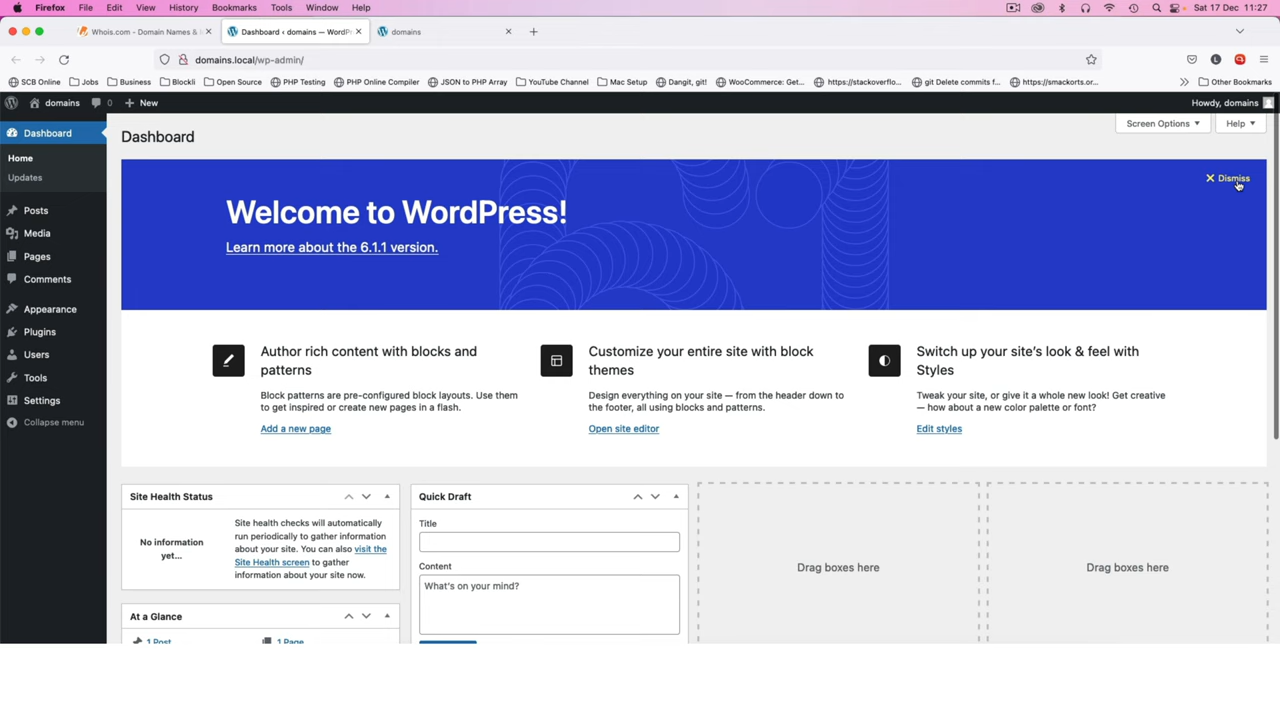 Firefox File Edit View History Bookmarks Tools Window Help Sat 17 Dec 11:27
Whois.com - Domain Names & Dashboard ‹ domains — WordPr domains
domains.local/wp-admin/
SCB Online Jobs Business Blockli Open Source PHP Testing PHP Online Compiler JSON to PHP Array YouTube Channel Mac Setup Dangit, git! WooCommerce: Get... https://stackoverflo... git Delete commits f... https://smackorts.or... Other Bookmarks
domains 0 New Howdy, domains
Screen Options Help
Dashboard
Home
Updates
Posts
Media
Pages
Comments
Appearance
Plugins
Users
Tools
Settings
Collapse menu
Dashboard
Dismiss
Welcome to WordPress!
Learn more about the 6.1.1 version.
Author rich content with blocks and
patterns
Block patterns are pre-configured block layouts. Use them
to get inspired or create new pages in a flash.
Add a new page
Customize your entire site with block
themes
Design everything on your site — from the header down to
the footer, all using blocks and patterns.
Open site editor
Switch up your site's look & feel with
Styles
Tweak your site, or give it a whole new look! Get creative
— how about a new color palette or font?
Edit styles
Site Health Status
No information
yet...
Site health checks will automatically
run periodically to gather information
about your site. You can also visit the
Site Health screen to gather
information about your site now.
At a Glance
1 Post 1 Page
Quick Draft
Title
Content
What's on your mind?
Drag boxes here
Drag boxes here